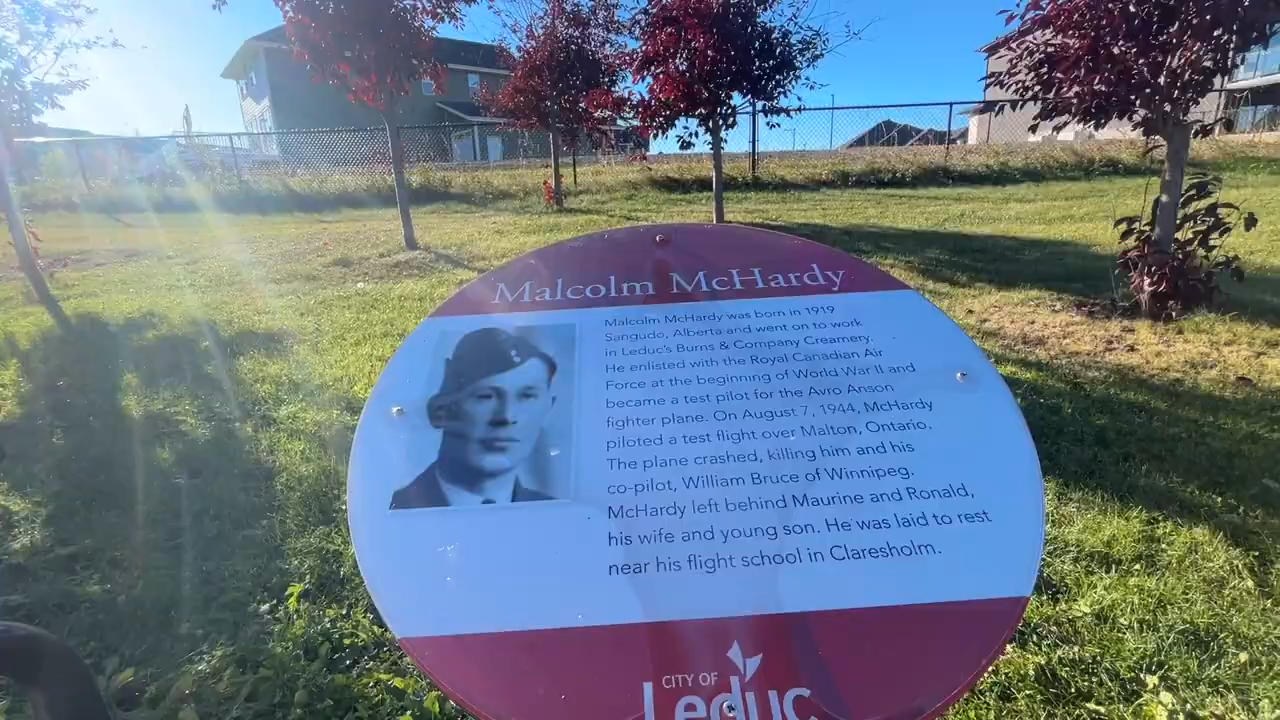 Malcolm McHardy
Malcolm McHardy was born in 1919
Sangudo, Alberta and went on to work
in Leduc's Burns & Company Creamery.
He enlisted with the Royal Canadian Air
Force at the beginning of World War II and
became a test pilot for the Avro Anson
fighter plane. On August 7, 1944, McHardy
piloted a test flight over Malton, Ontario.
The plane crashed, killing him and his
co-pilot, William Bruce of Winnipeg.
McHardy left behind Maurine and Ronald,
his wife and young son. He was laid to rest
near his flight school in Claresholm.
CITY OF
Leduc